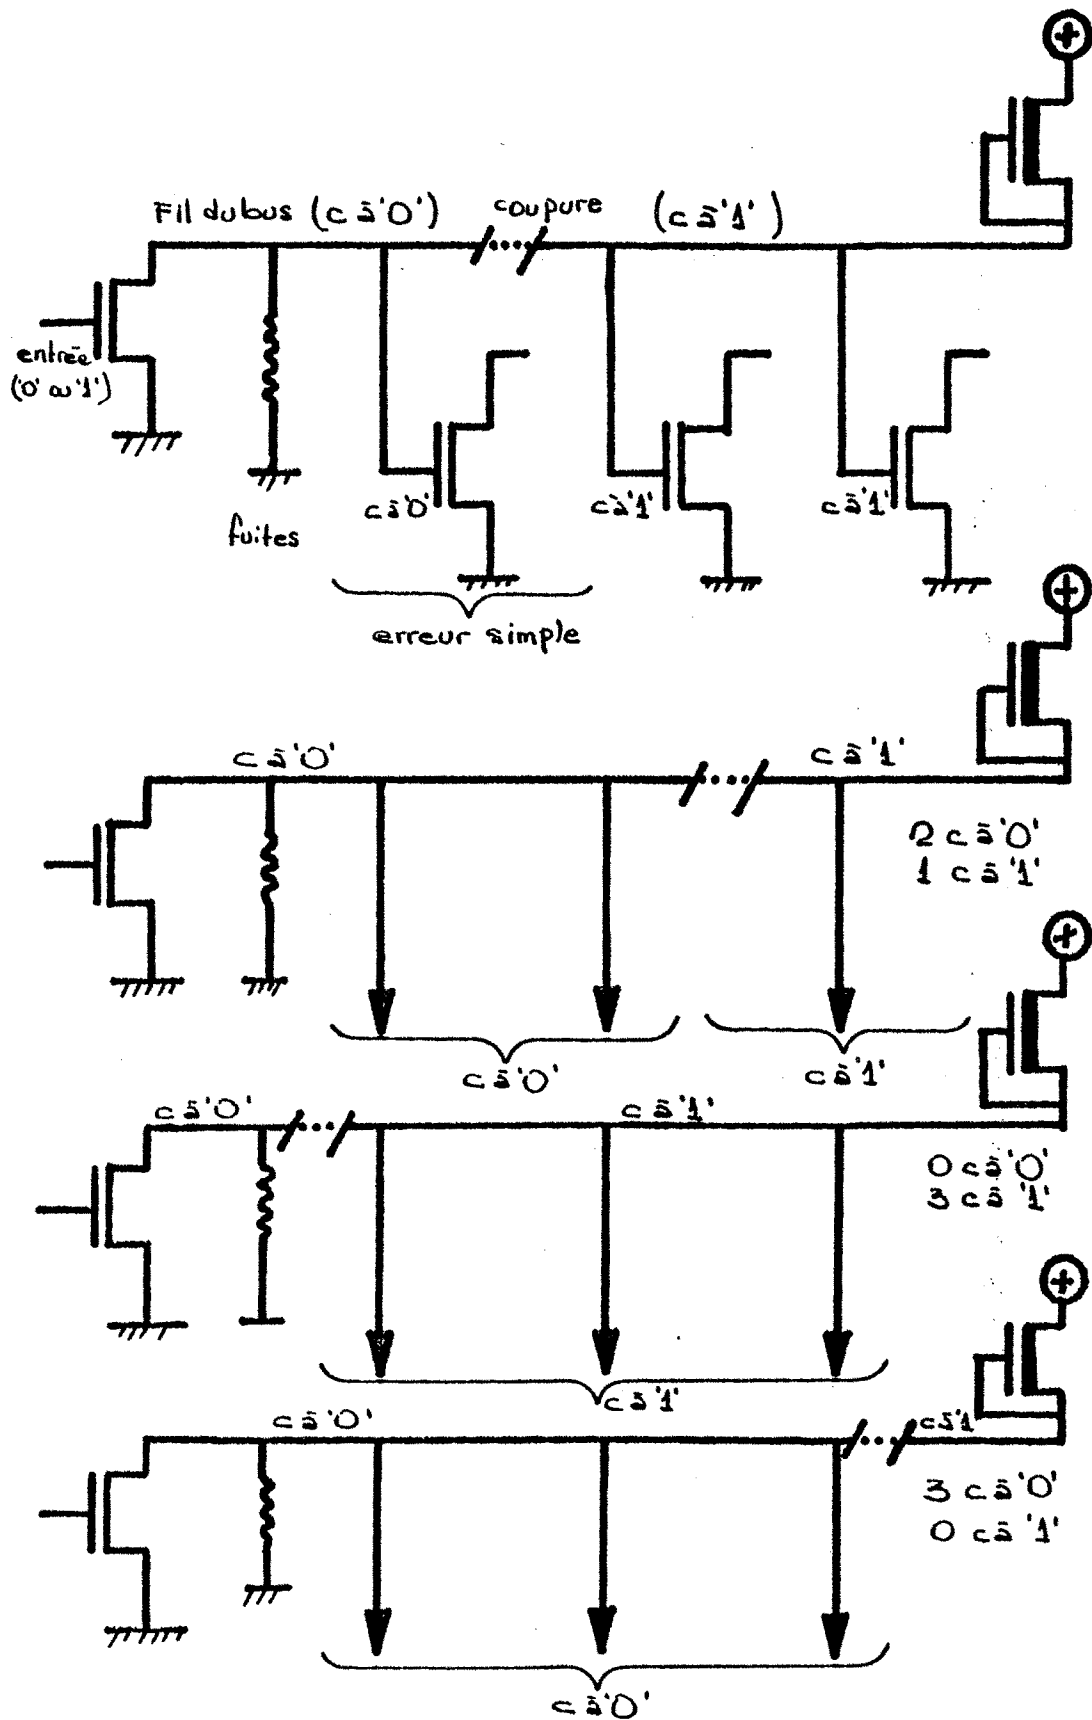 Fil du bus (c à '0') coupure (c à '1')
entrée
('0' ou '1')
c à '0' c à '1' c à '1'
fuites
erreur simple
c à '0' c à '1'
2 c à '0'
1 c à '1'
c à '0' c à '1'
c à '0' c à '1'
0 c à '0'
3 c à '1'
c à '1'
c à '0' c à 1
3 c à '0'
0 c à '1'
c à '0'